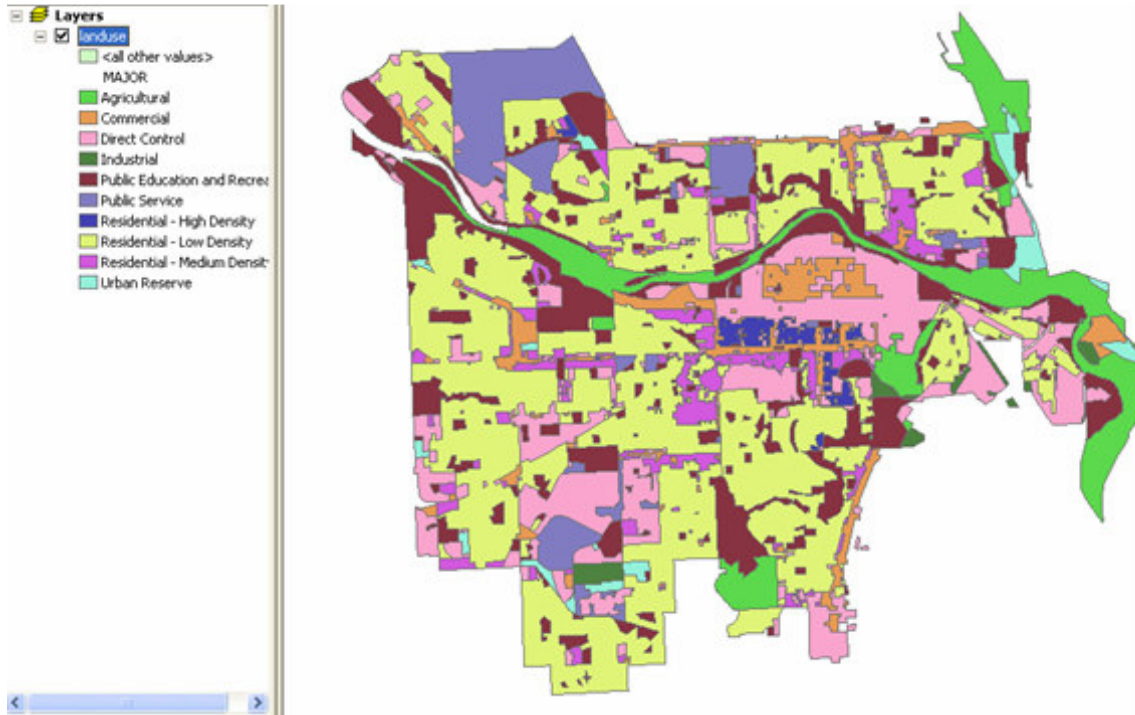 Layers
landuse
<all other values>
MAJOR
Agricultural
Commercial
Direct Control
Industrial
Public Education and Recrea
Public Service
Residential - High Density
Residential - Low Density
Residential - Medium Densit
Urban Reserve